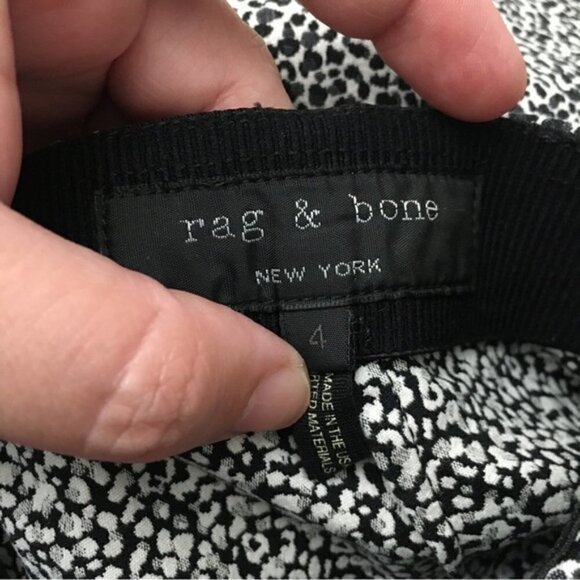 rag & bone
NEW YORK
4
MADE IN THE US
RTED MATERIALS